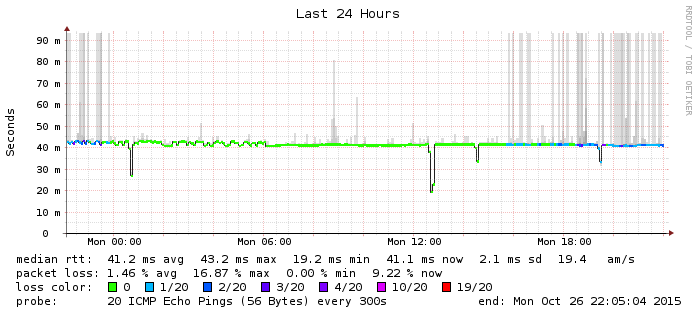 Last 24 Hours
RRDTOOL / TOBI OETIKER
Seconds
90 m
80 m
70 m
60 m
50 m
40 m
30 m
20 m
10 m
0
Mon 00:00 Mon 06:00 Mon 12:00 Mon 18:00
median rtt: 41.2 ms avg 43.2 ms max 19.2 ms min 41.1 ms now 2.1 ms sd 19.4 am/s
packet loss: 1.46 % avg 16.87 % max 0.00 % min 9.22 % now
loss color: 0 1/20 2/20 3/20 4/20 10/20 19/20
probe: 20 ICMP Echo Pings (56 Bytes) every 300s end: Mon Oct 26 22:05:04 2015